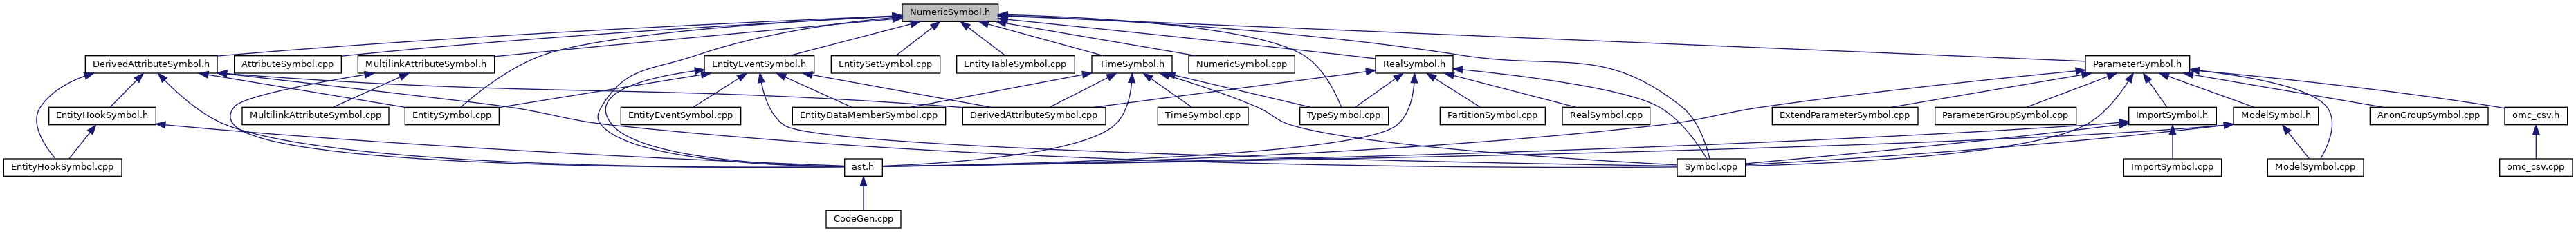 NumericSymbol.h
DerivedAttributeSymbol.h
AttributeSymbol.cpp
MultilinkAttributeSymbol.h
EntityEventSymbol.h
EntitySetSymbol.cpp
EntityTableSymbol.cpp
TimeSymbol.h
NumericSymbol.cpp
RealSymbol.h
ParameterSymbol.h
EntityHookSymbol.h
MultilinkAttributeSymbol.cpp
EntitySymbol.cpp
EntityEventSymbol.cpp
EntityDataMemberSymbol.cpp
DerivedAttributeSymbol.cpp
TimeSymbol.cpp
TypeSymbol.cpp
PartitionSymbol.cpp
RealSymbol.cpp
ExtendParameterSymbol.cpp
ParameterGroupSymbol.cpp
ImportSymbol.h
ModelSymbol.h
AnonGroupSymbol.cpp
omc_csv.h
EntityHookSymbol.cpp
ast.h
Symbol.cpp
ImportSymbol.cpp
ModelSymbol.cpp
omc_csv.cpp
CodeGen.cpp